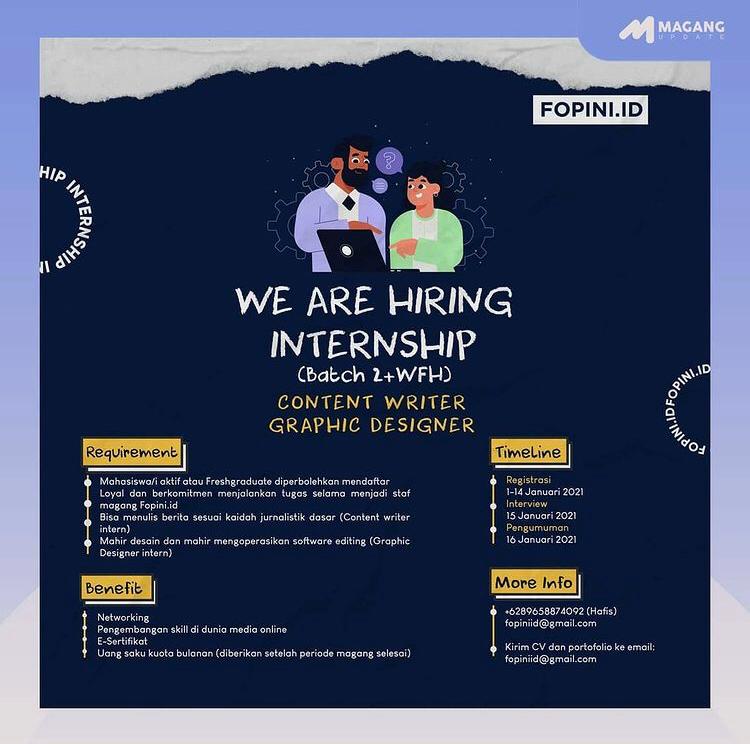 MAGANG
UPDATE
FOPINI.ID
HIP INTERNSHIP IN
?
WE ARE HIRING
INTERNSHIP
(Batch 2+WFH)
CONTENT WRITER
GRAPHIC DESIGNER
FOPINI.IDFOPINI.ID
Requirement
Mahasiswa/i aktif atau Freshgraduate diperbolehkan mendaftar
Loyal dan berkomitmen menjalankan tugas selama menjadi staf
magang Fopini.id
Bisa menulis berita sesuai kaidah jurnalistik dasar (Content writer
intern)
Mahir desain dan mahir mengoperasikan software editing (Graphic
Designer intern)
Benefit
Networking
Pengembangan skill di dunia media online
E-Sertifikat
Uang saku kuota bulanan (diberikan setelah periode magang selesai)
Timeline
Registrasi
1-14 Januari 2021
Interview
15 Januari 2021
Pengumuman
16 Januari 2021
More Info
+6289658874092 (Hafis)
fopiniid@gmail.com
Kirim CV dan portofolio ke email:
fopiniid@gmail.com